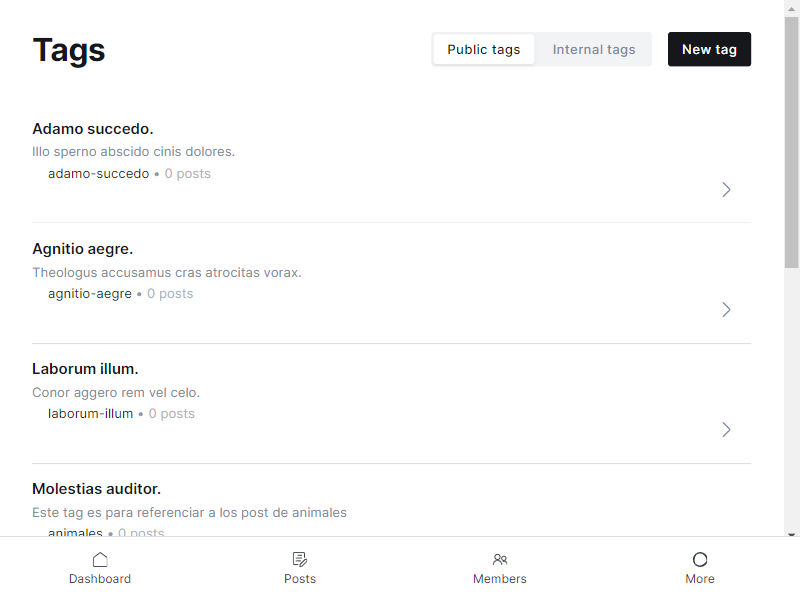 Tags
Public tags
Internal tags
New tag
Adamo succedo.
Illo sperno abscido cinis dolores.
adamo-succedo • 0 posts
Agnitio aegre.
Theologus accusamus cras atrocitas vorax.
agnitio-aegre • 0 posts
Laborum illum.
Conor aggero rem vel celo.
laborum-illum • 0 posts
Molestias auditor.
Este tag es para referenciar a los post de animales
animales • 0 posts
Dashboard
Posts
Members
More